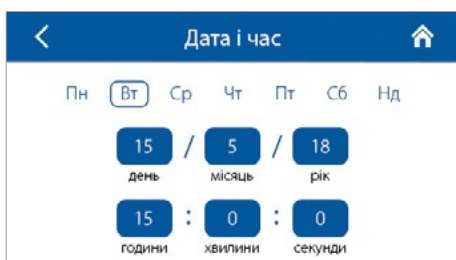 Дата і час
Пн Вт Ср Чт Пт Сб Нд
15 / 5 / 18
день місяць рік
15 : 0 : 0
години хвилини секунди